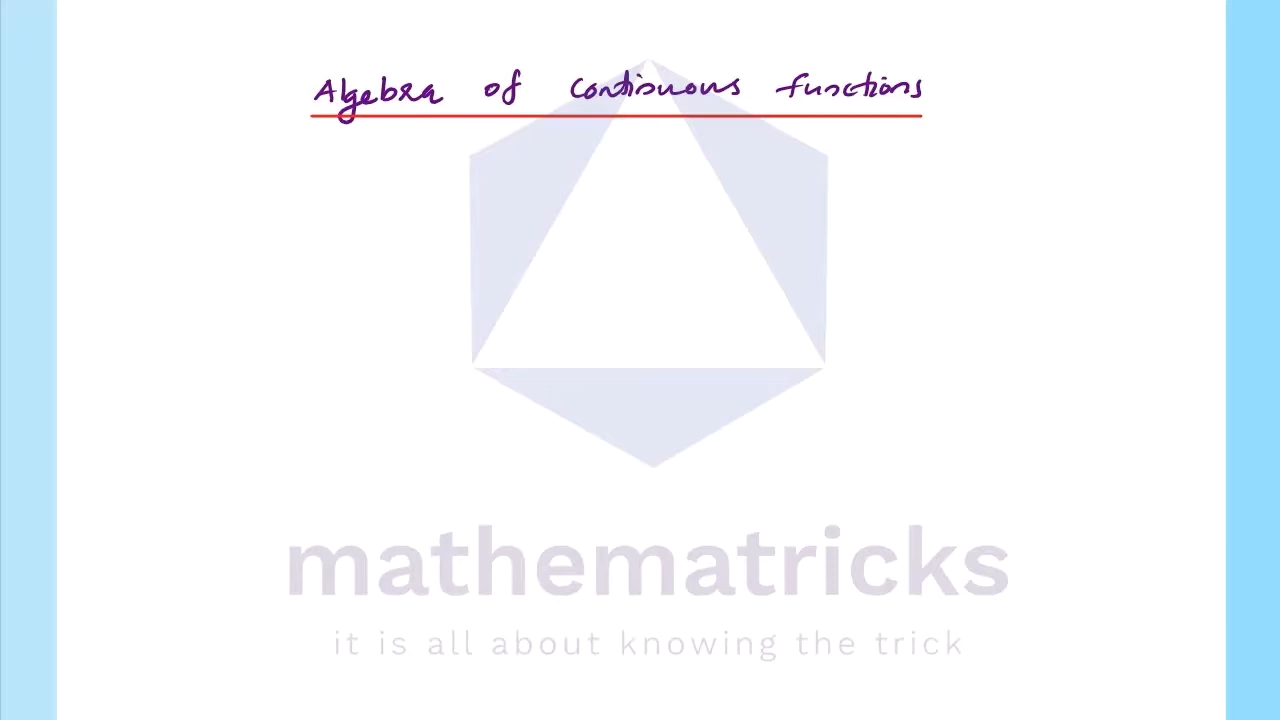 Algebra of Continuous functions
mathematricks
it is all about knowing the trick